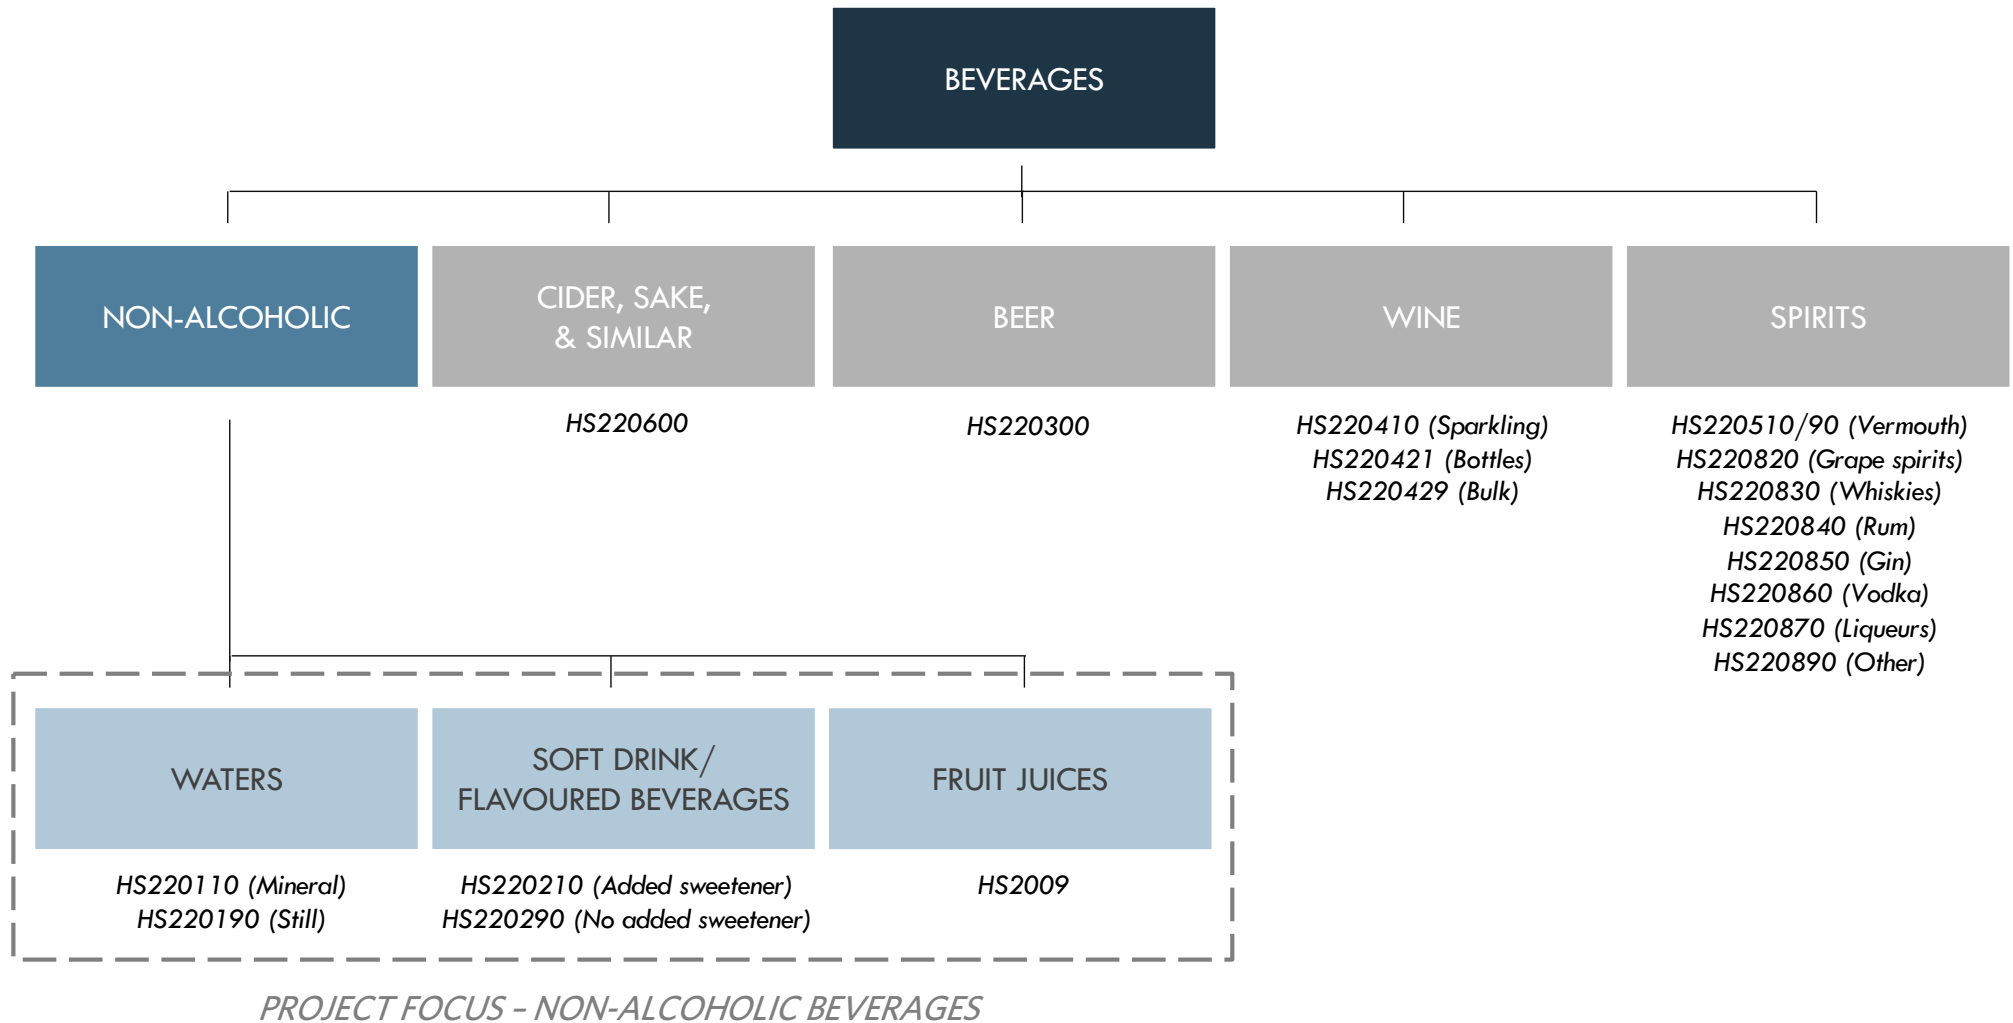 BEVERAGES
NON-ALCOHOLIC
CIDER, SAKE,
& SIMILAR
BEER
WINE
SPIRITS
HS220600
HS220300
HS220410 (Sparkling)
HS220421 (Bottles)
HS220429 (Bulk)
HS220510/90 (Vermouth)
HS220820 (Grape spirits)
HS220830 (Whiskies)
HS220840 (Rum)
HS220850 (Gin)
HS220860 (Vodka)
HS220870 (Liqueurs)
HS220890 (Other)
WATERS
SOFT DRINK/
FLAVOURED BEVERAGES
FRUIT JUICES
HS220110 (Mineral)
HS220190 (Still)
HS220210 (Added sweetener)
HS220290 (No added sweetener)
HS2009
PROJECT FOCUS – NON-ALCOHOLIC BEVERAGES